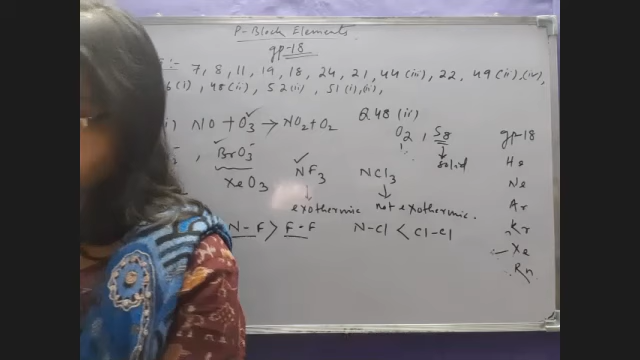 P-Block Elements
gp-18
7, 8, 11, 19, 18, 24, 21, 44(iii), 22, 49(ii),(iv),
(i), 48(ii), 52(ii), 51(i),(ii),
NO + O3 → NO2 + O2
Q.48 (ii)
O2, S8
solid
BrO3-
XeO3
NF3 NCl3
exothermic not exothermic.
N-F > F-F N-Cl < Cl-Cl
gp-18
He
Ne
Ar
Kr
Xe
Rn